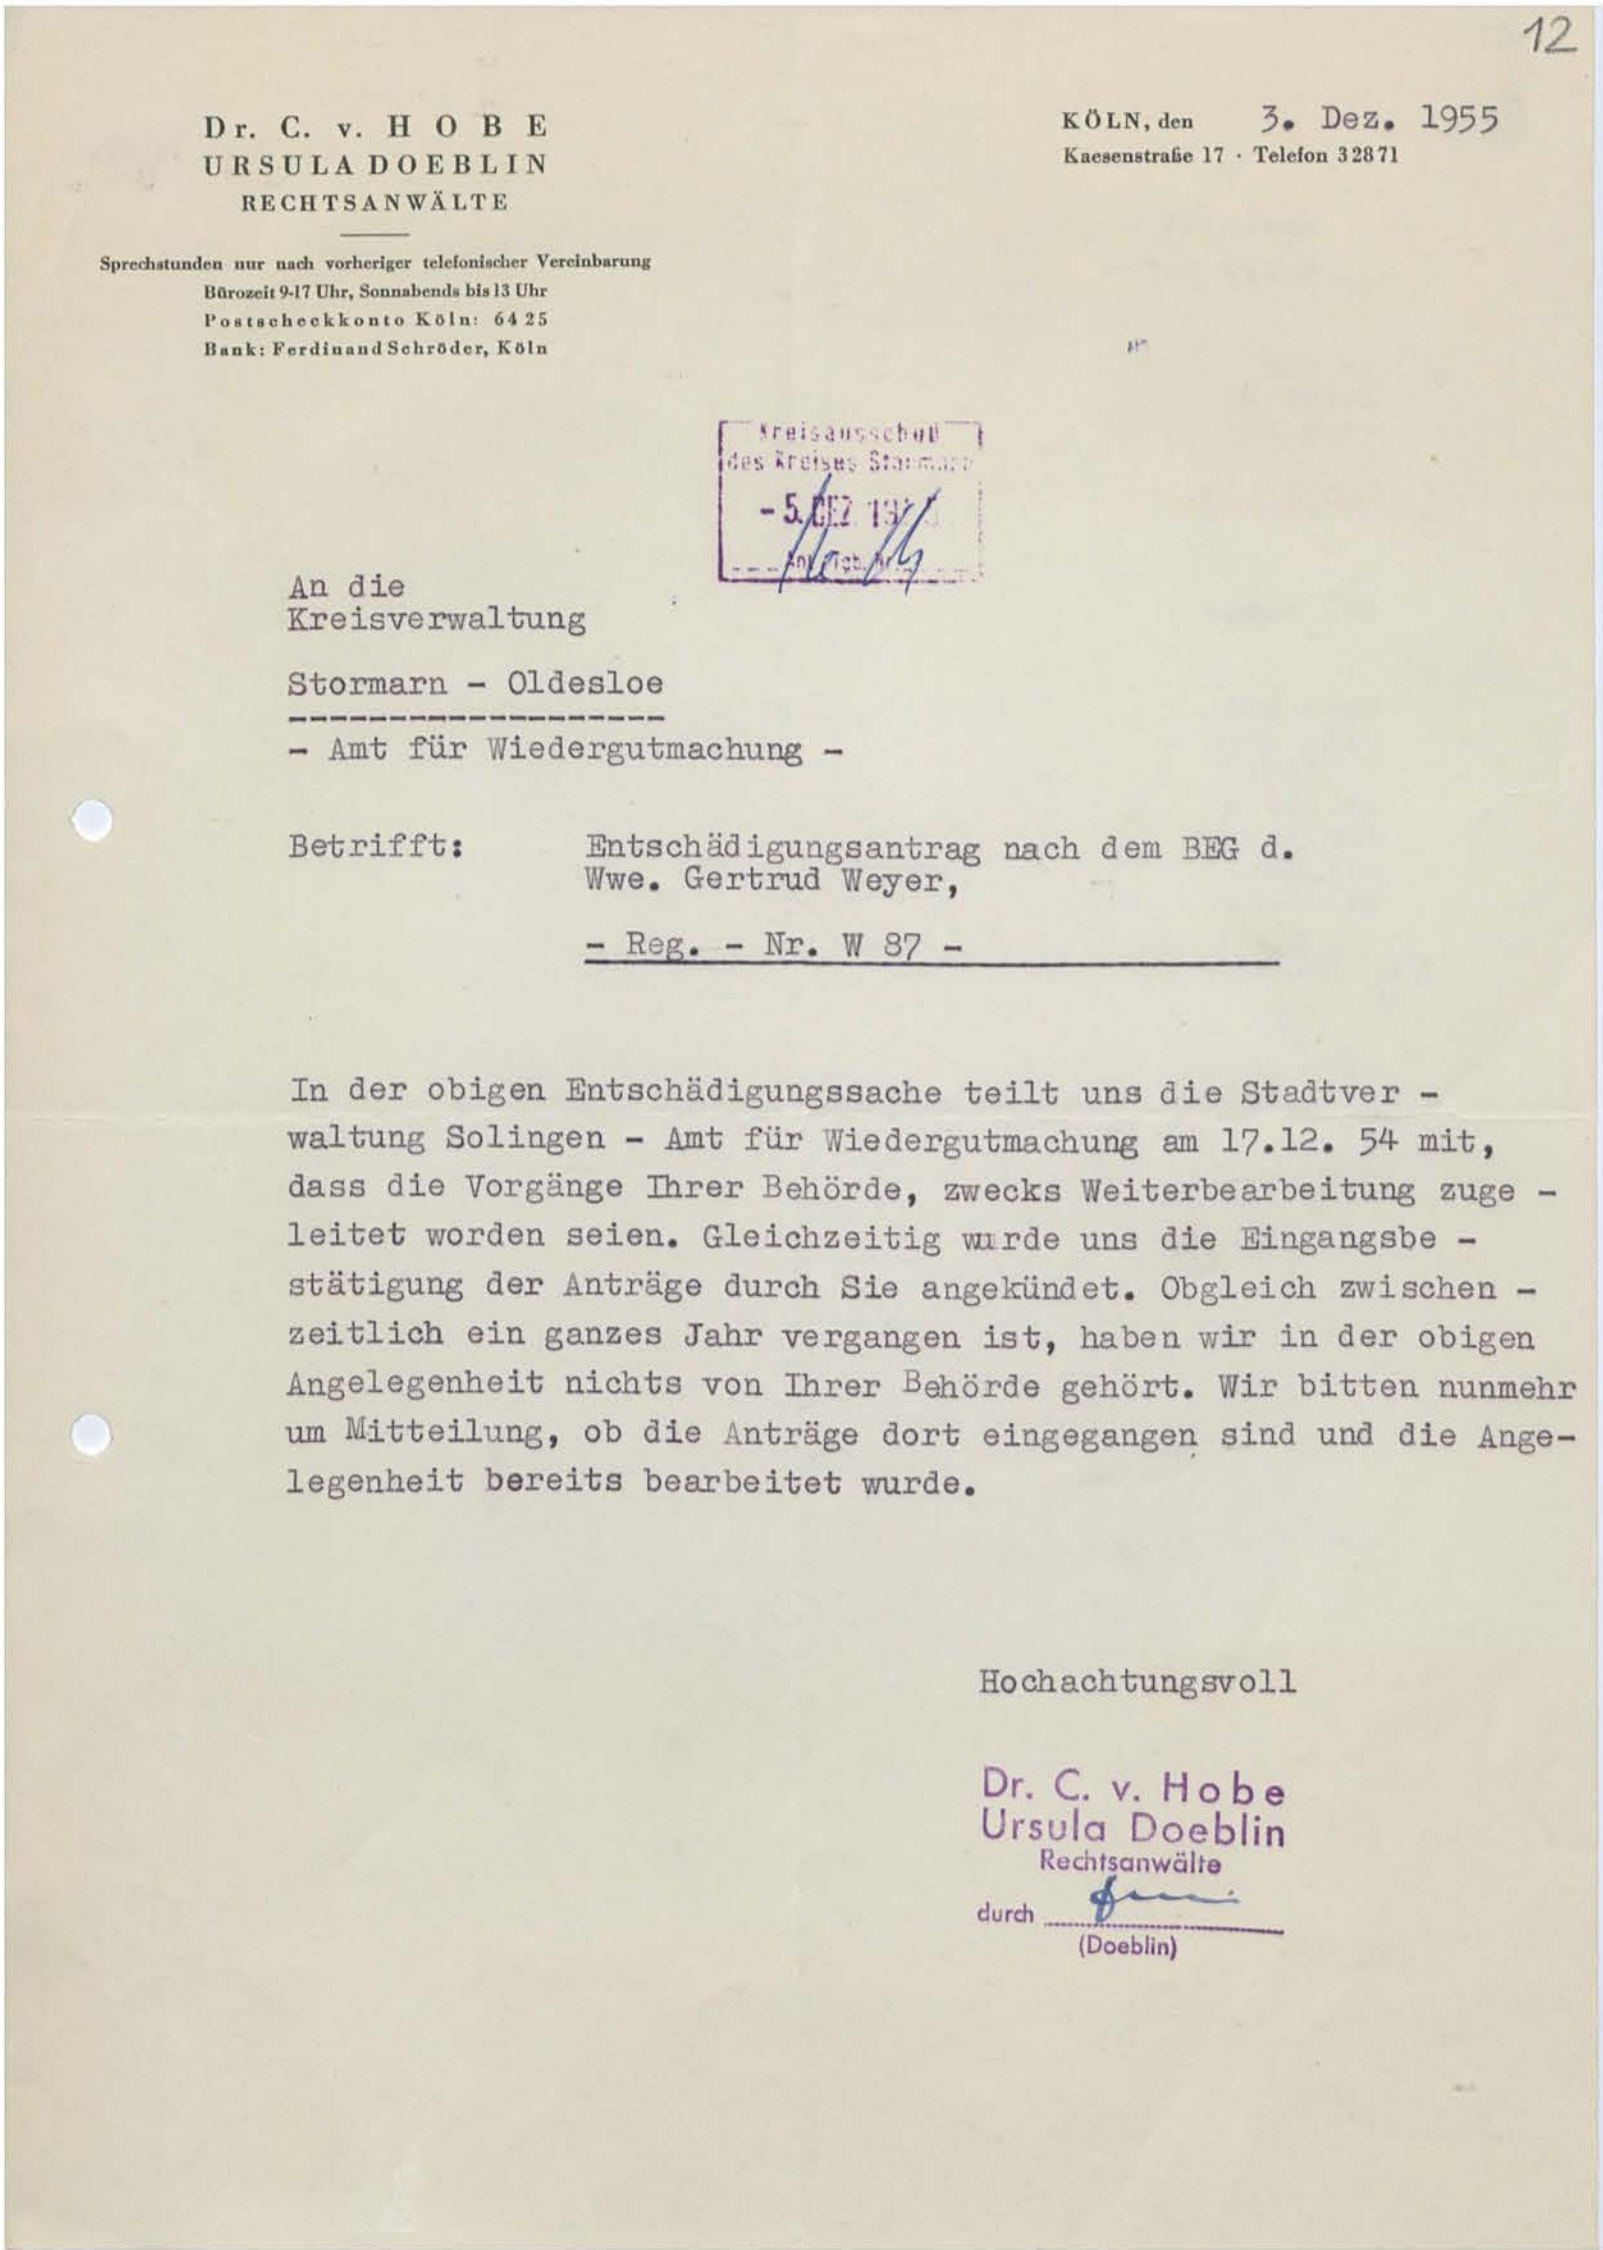 12
Dr. C. v. HOBE
URSULA DOEBLIN
RECHTSANWÄLTE
Sprechstunden nur nach vorheriger telefonischer Vereinbarung
Bürozeit 9-17 Uhr, Sonnabends bis 13 Uhr
Postscheckkonto Köln: 64 25
Bank: Ferdinand Schröder, Köln
KÖLN, den 3. Dez. 1955
Kaesenstraße 17 · Telefon 3 28 71
Kreisausschuß
des Kreises Stormarn
- 5. DEZ. 19
An die
Kreisverwaltung
Stormarn - Oldesloe
- Amt für Wiedergutmachung -
Betrifft: Entschädigungsantrag nach dem BEG d.
Wwe. Gertrud Weyer,
- Reg. - Nr. W 87 -
In der obigen Entschädigungssache teilt uns die Stadtver -
waltung Solingen - Amt für Wiedergutmachung am 17.12. 54 mit,
dass die Vorgänge Ihrer Behörde, zwecks Weiterbearbeitung zuge -
leitet worden seien. Gleichzeitig wurde uns die Eingangsbe -
stätigung der Anträge durch Sie angekündet. Obgleich zwischen -
zeitlich ein ganzes Jahr vergangen ist, haben wir in der obigen
Angelegenheit nichts von Ihrer Behörde gehört. Wir bitten nunmehr
um Mitteilung, ob die Anträge dort eingegangen sind und die Ange-
legenheit bereits bearbeitet wurde.
Hochachtungsvoll
Dr. C. v. Hobe
Ursula Doeblin
Rechtsanwälte
durch
(Doeblin)